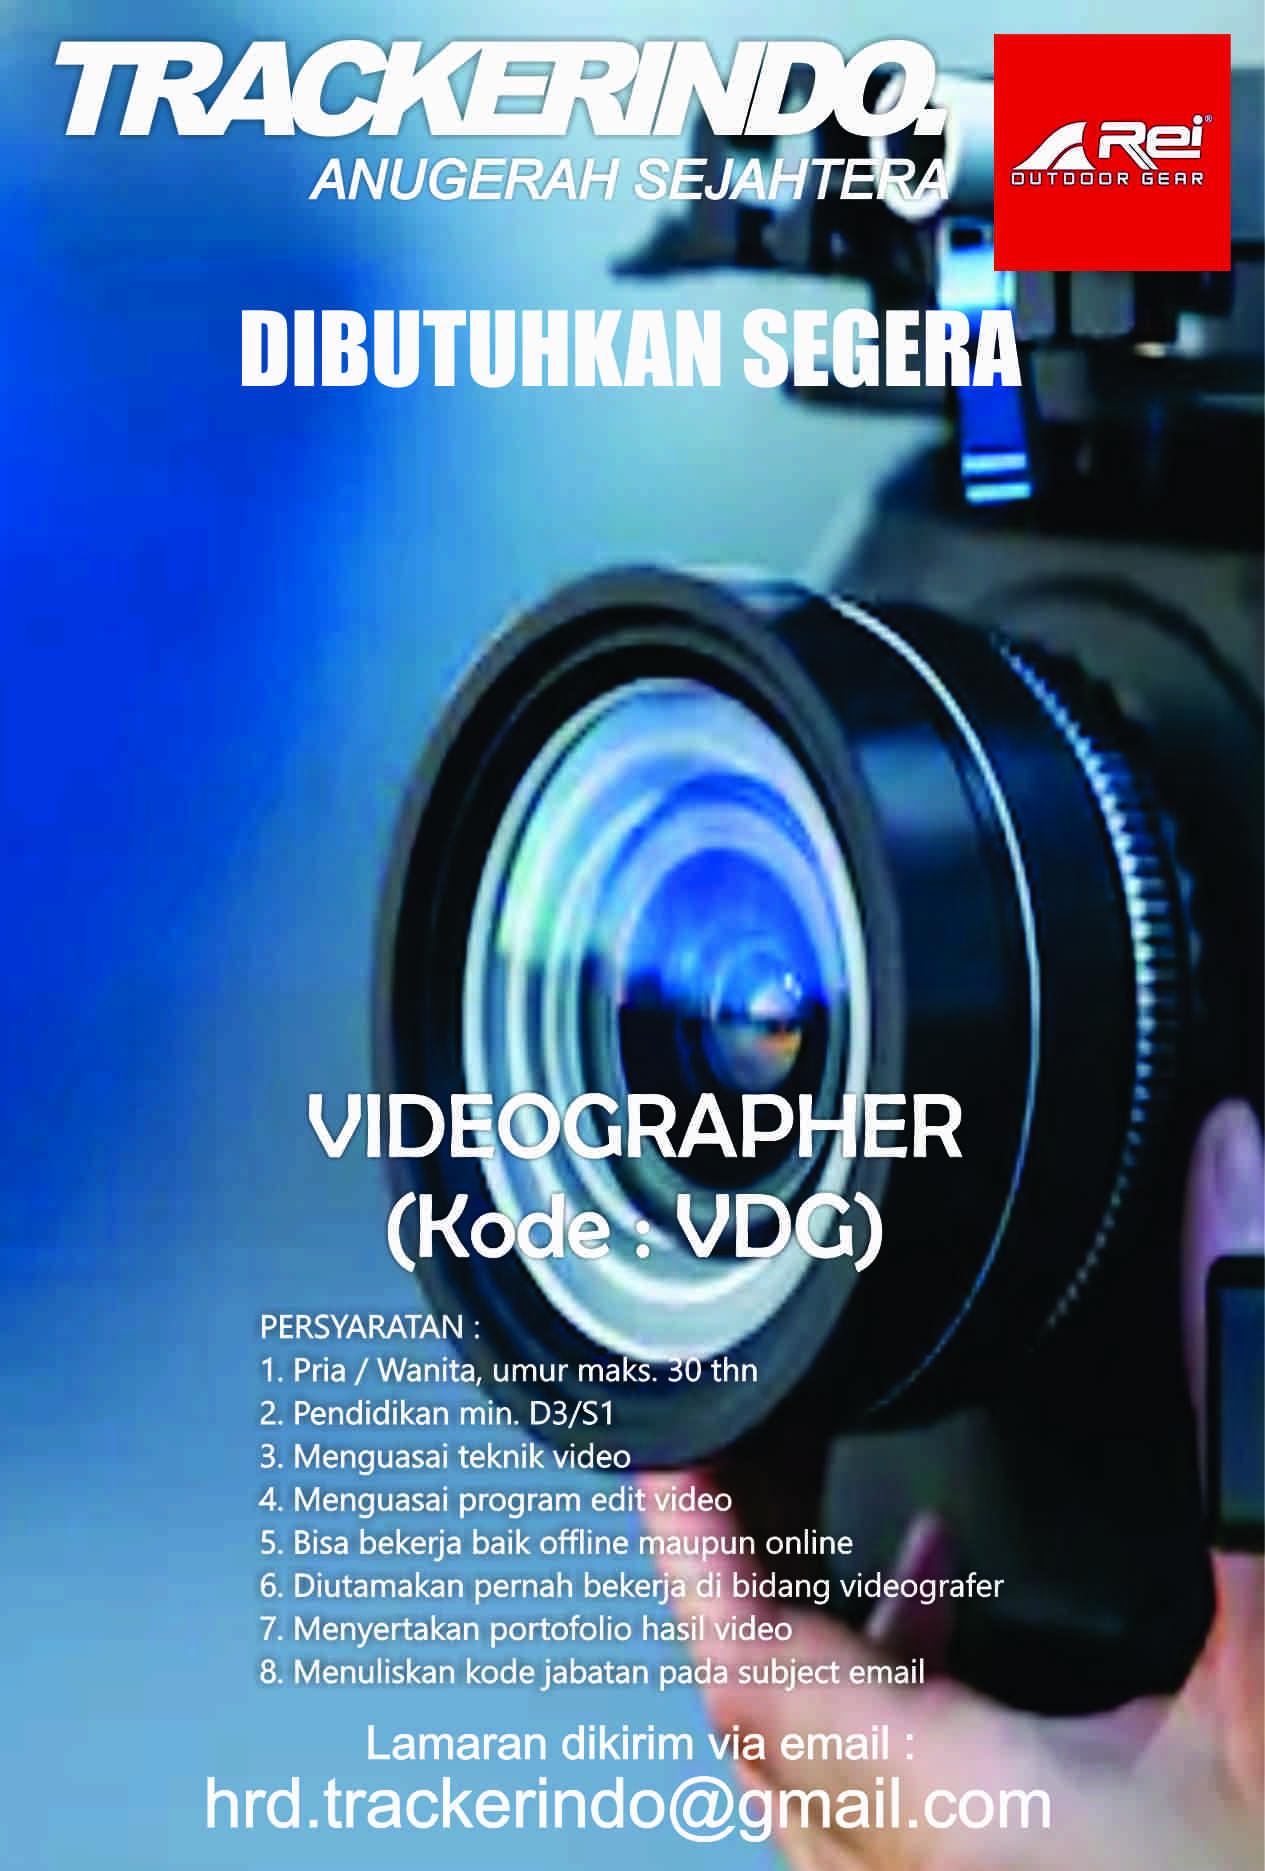 TRACKERINDO.
ANUGERAH SEJAHTERA
Rei®
OUTDOOR GEAR
DIBUTUHKAN SEGERA
VIDEOGRAPHER
(Kode : VDG)
PERSYARATAN :
1. Pria / Wanita, umur maks. 30 thn
2. Pendidikan min. D3/S1
3. Menguasai teknik video
4. Menguasai program edit video
5. Bisa bekerja baik offline maupun online
6. Diutamakan pernah bekerja di bidang videografer
7. Menyertakan portofolio hasil video
8. Menuliskan kode jabatan pada subject email
Lamaran dikirim via email :
hrd.trackerindo@gmail.com